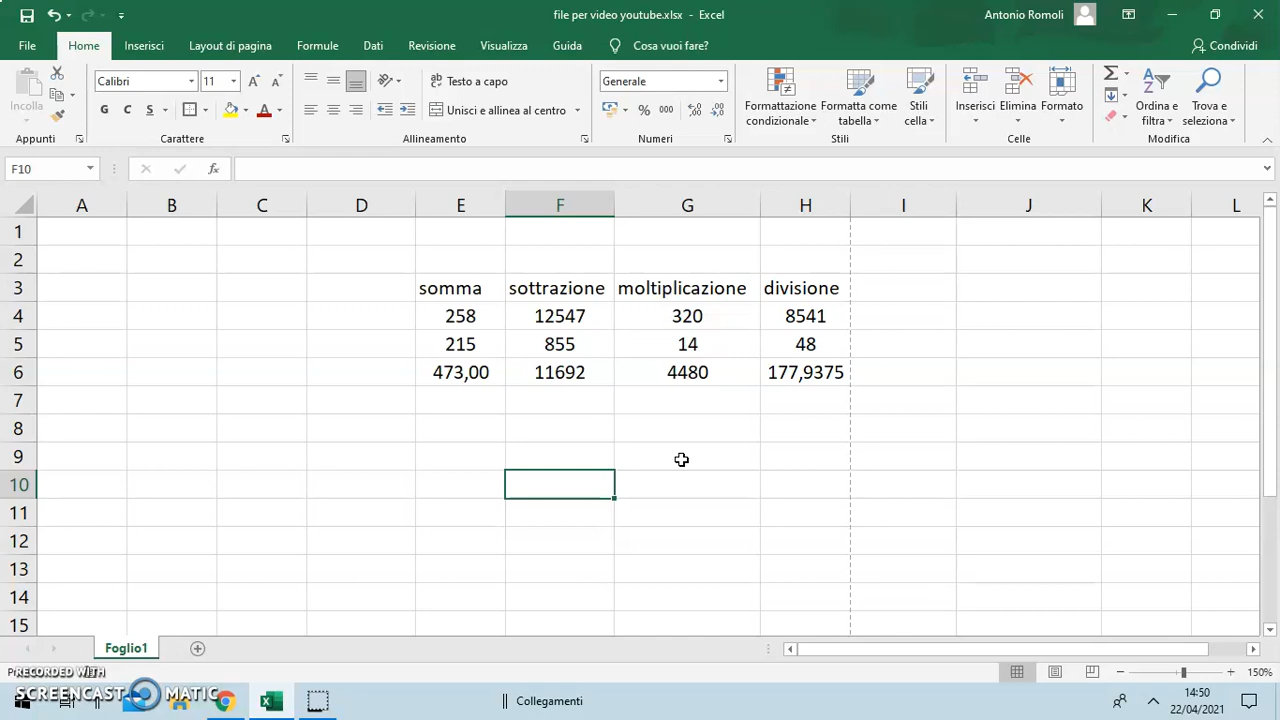 file per video youtube.xlsx - Excel
Antonio Romoli
File Home Inserisci Layout di pagina Formule Dati Revisione Visualizza Guida Cosa vuoi fare? Condividi
Incolla
Calibri 11
G C S
Testo a capo
Unisci e allinea al centro
Generale
% 000
Formattazione condizionale
Formatta come tabella
Stili cella
Inserisci Elimina Formato
Ordina e filtra
Trova e seleziona
Appunti Carattere Allineamento Numeri Stili Celle Modifica
F10 fx
A B C D E F G H I J K L
1
2
3 somma sottrazione moltiplicazione divisione
4 258 12547 320 8541
5 215 855 14 48
6 473,00 11692 4480 177,9375
7
8
9
10
11
12
13
14
15
Foglio1
RECORDED WITH
SCREENCAST MATIC
150%
Collegamenti
14:50
22/04/2021